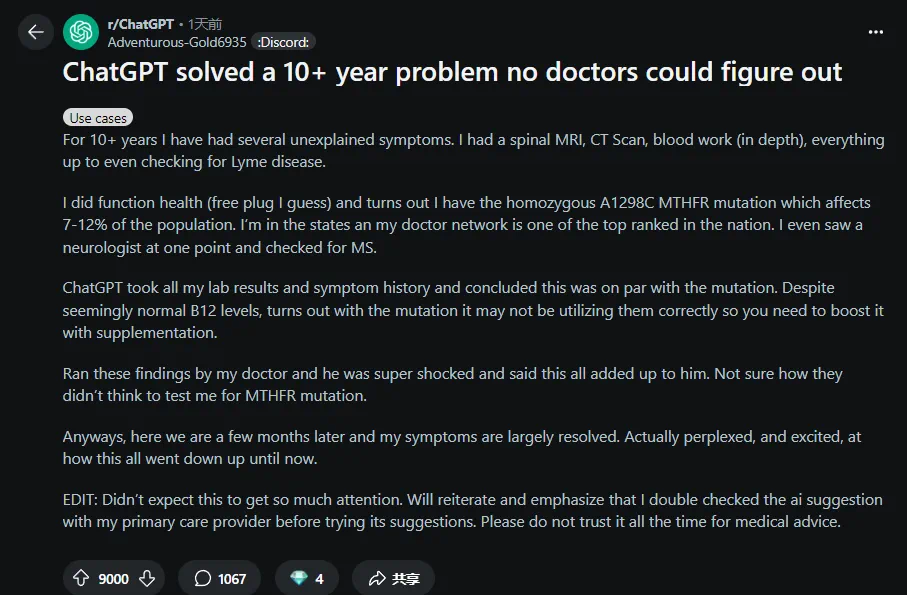 r/ChatGPT • 1天前
Adventurous-Gold6935 :Discord:
ChatGPT solved a 10+ year problem no doctors could figure out
Use cases
For 10+ years I have had several unexplained symptoms. I had a spinal MRI, CT Scan, blood work (in depth), everything
up to even checking for Lyme disease.
I did function health (free plug I guess) and turns out I have the homozygous A1298C MTHFR mutation which affects
7-12% of the population. I'm in the states an my doctor network is one of the top ranked in the nation. I even saw a
neurologist at one point and checked for MS.
ChatGPT took all my lab results and symptom history and concluded this was on par with the mutation. Despite
seemingly normal B12 levels, turns out with the mutation it may not be utilizing them correctly so you need to boost it
with supplementation.
Ran these findings by my doctor and he was super shocked and said this all added up to him. Not sure how they
didn't think to test me for MTHFR mutation.
Anyways, here we are a few months later and my symptoms are largely resolved. Actually perplexed, and excited, at
how this all went down up until now.
EDIT: Didn't expect this to get so much attention. Will reiterate and emphasize that I double checked the ai suggestion
with my primary care provider before trying its suggestions. Please do not trust it all the time for medical advice.
9000 1067 4 共享